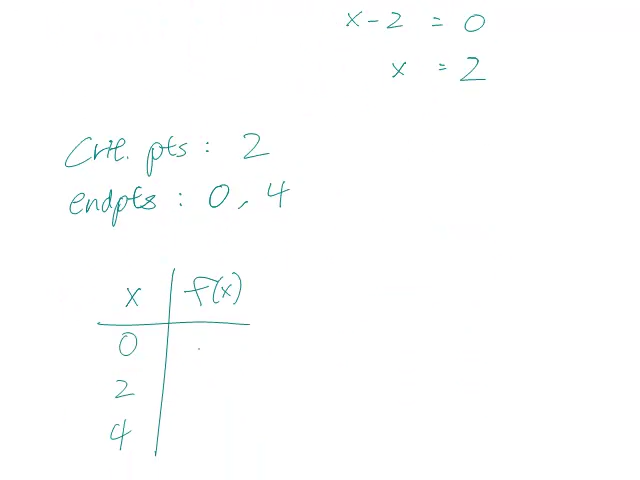 x - 2 = 0
x = 2
Crit. pts : 2
endpts : 0, 4
x f(x)
0
2
4